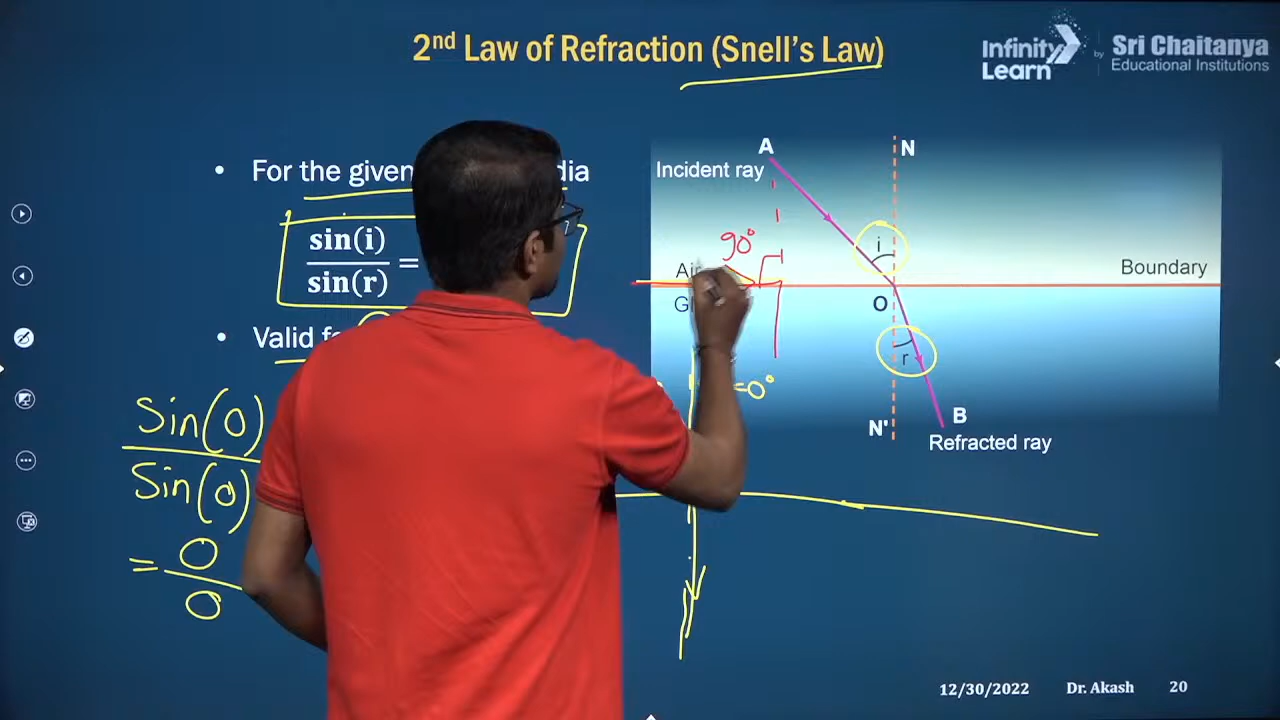 2nd Law of Refraction (Snell's Law)
Infinity Learn
by
Sri Chaitanya
Educational Institutions
• For the given
sin(i)
sin(r)
=
• Valid
Sin(0)
Sin(0)
= 0
0
A
Incident ray
N
90°
i
Boundary
O
r
=0°
N'
B
Refracted ray
12/30/2022
Dr. Akash
20